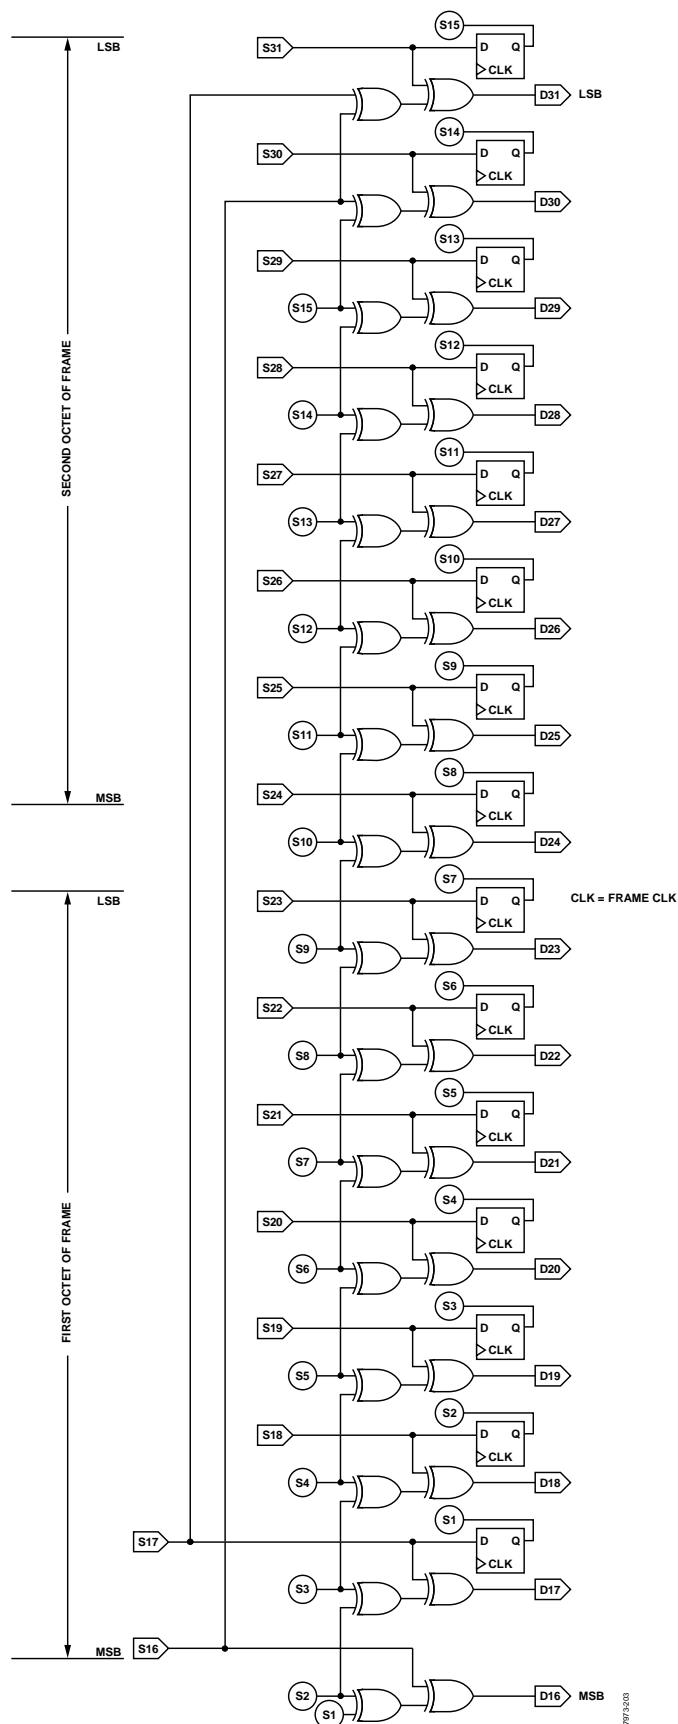 S15
S31
D Q
CLK
LSB
D31 LSB
S14
S30
D Q
CLK
D30
S13
S29
D Q
CLK
S15
D29
S12
S28
D Q
CLK
S14
D28
SECOND OCTET OF FRAME
S11
S27
D Q
CLK
S13
D27
S10
S26
D Q
CLK
S12
D26
S9
S25
D Q
CLK
S11
D25
S8
S24
D Q
CLK
MSB
S10
D24
S7
S23
D Q
CLK
LSB
CLK = FRAME CLK
S9
D23
S6
S22
D Q
CLK
S8
D22
S5
S21
D Q
CLK
S7
D21
S4
S20
D Q
CLK
S6
D20
FIRST OCTET OF FRAME
S3
S19
D Q
CLK
S5
D19
S2
S18
D Q
CLK
S4
D18
S1
S17
D Q
CLK
S3
D17
MSB
S16
S2
D16 MSB
S1